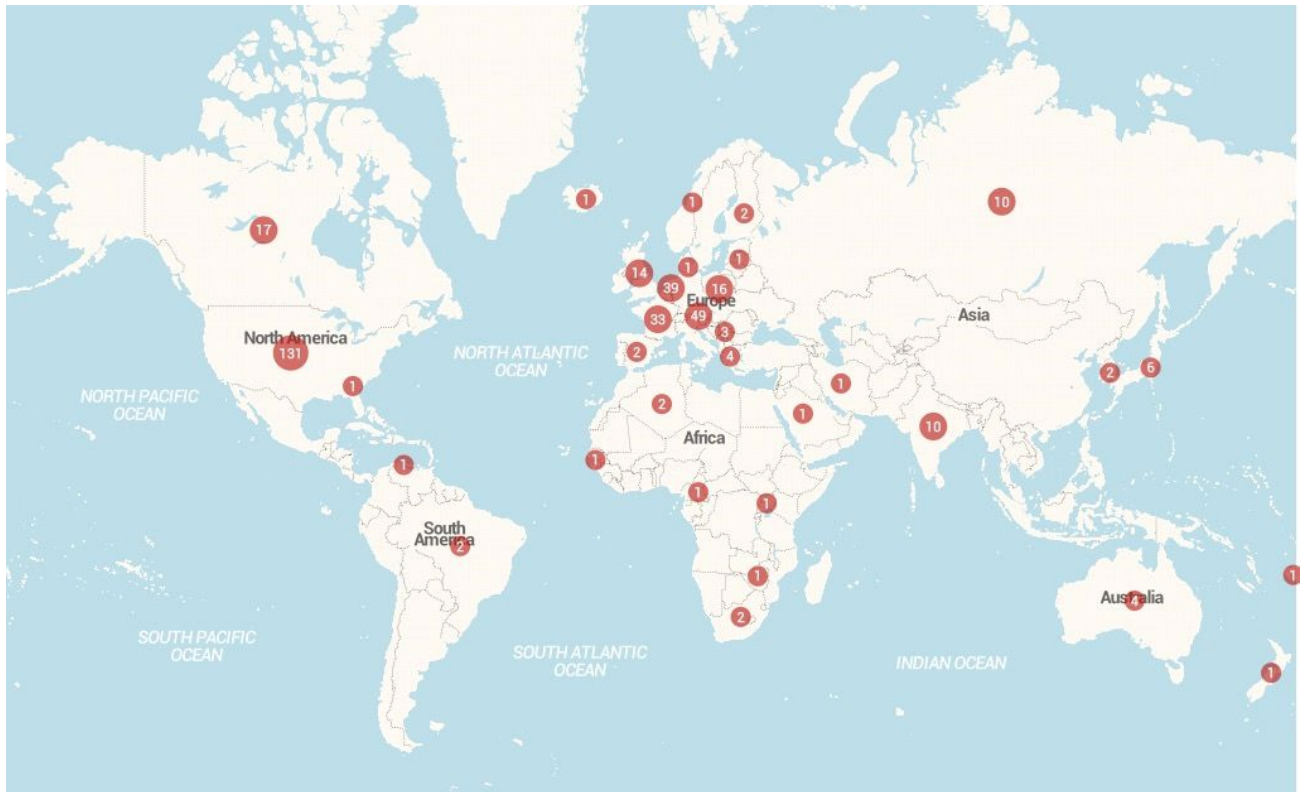 1
1
2
10
17
14
1
1
39
16
Europe
49
33
Asia
3
North America
131
NORTH ATLANTIC
OCEAN
2
4
6
2
1
1
NORTH PACIFIC
OCEAN
2
1
10
Africa
1
1
1
1
South
America
2
1
1
Australia
4
2
SOUTH PACIFIC
OCEAN
SOUTH ATLANTIC
OCEAN
INDIAN OCEAN
1